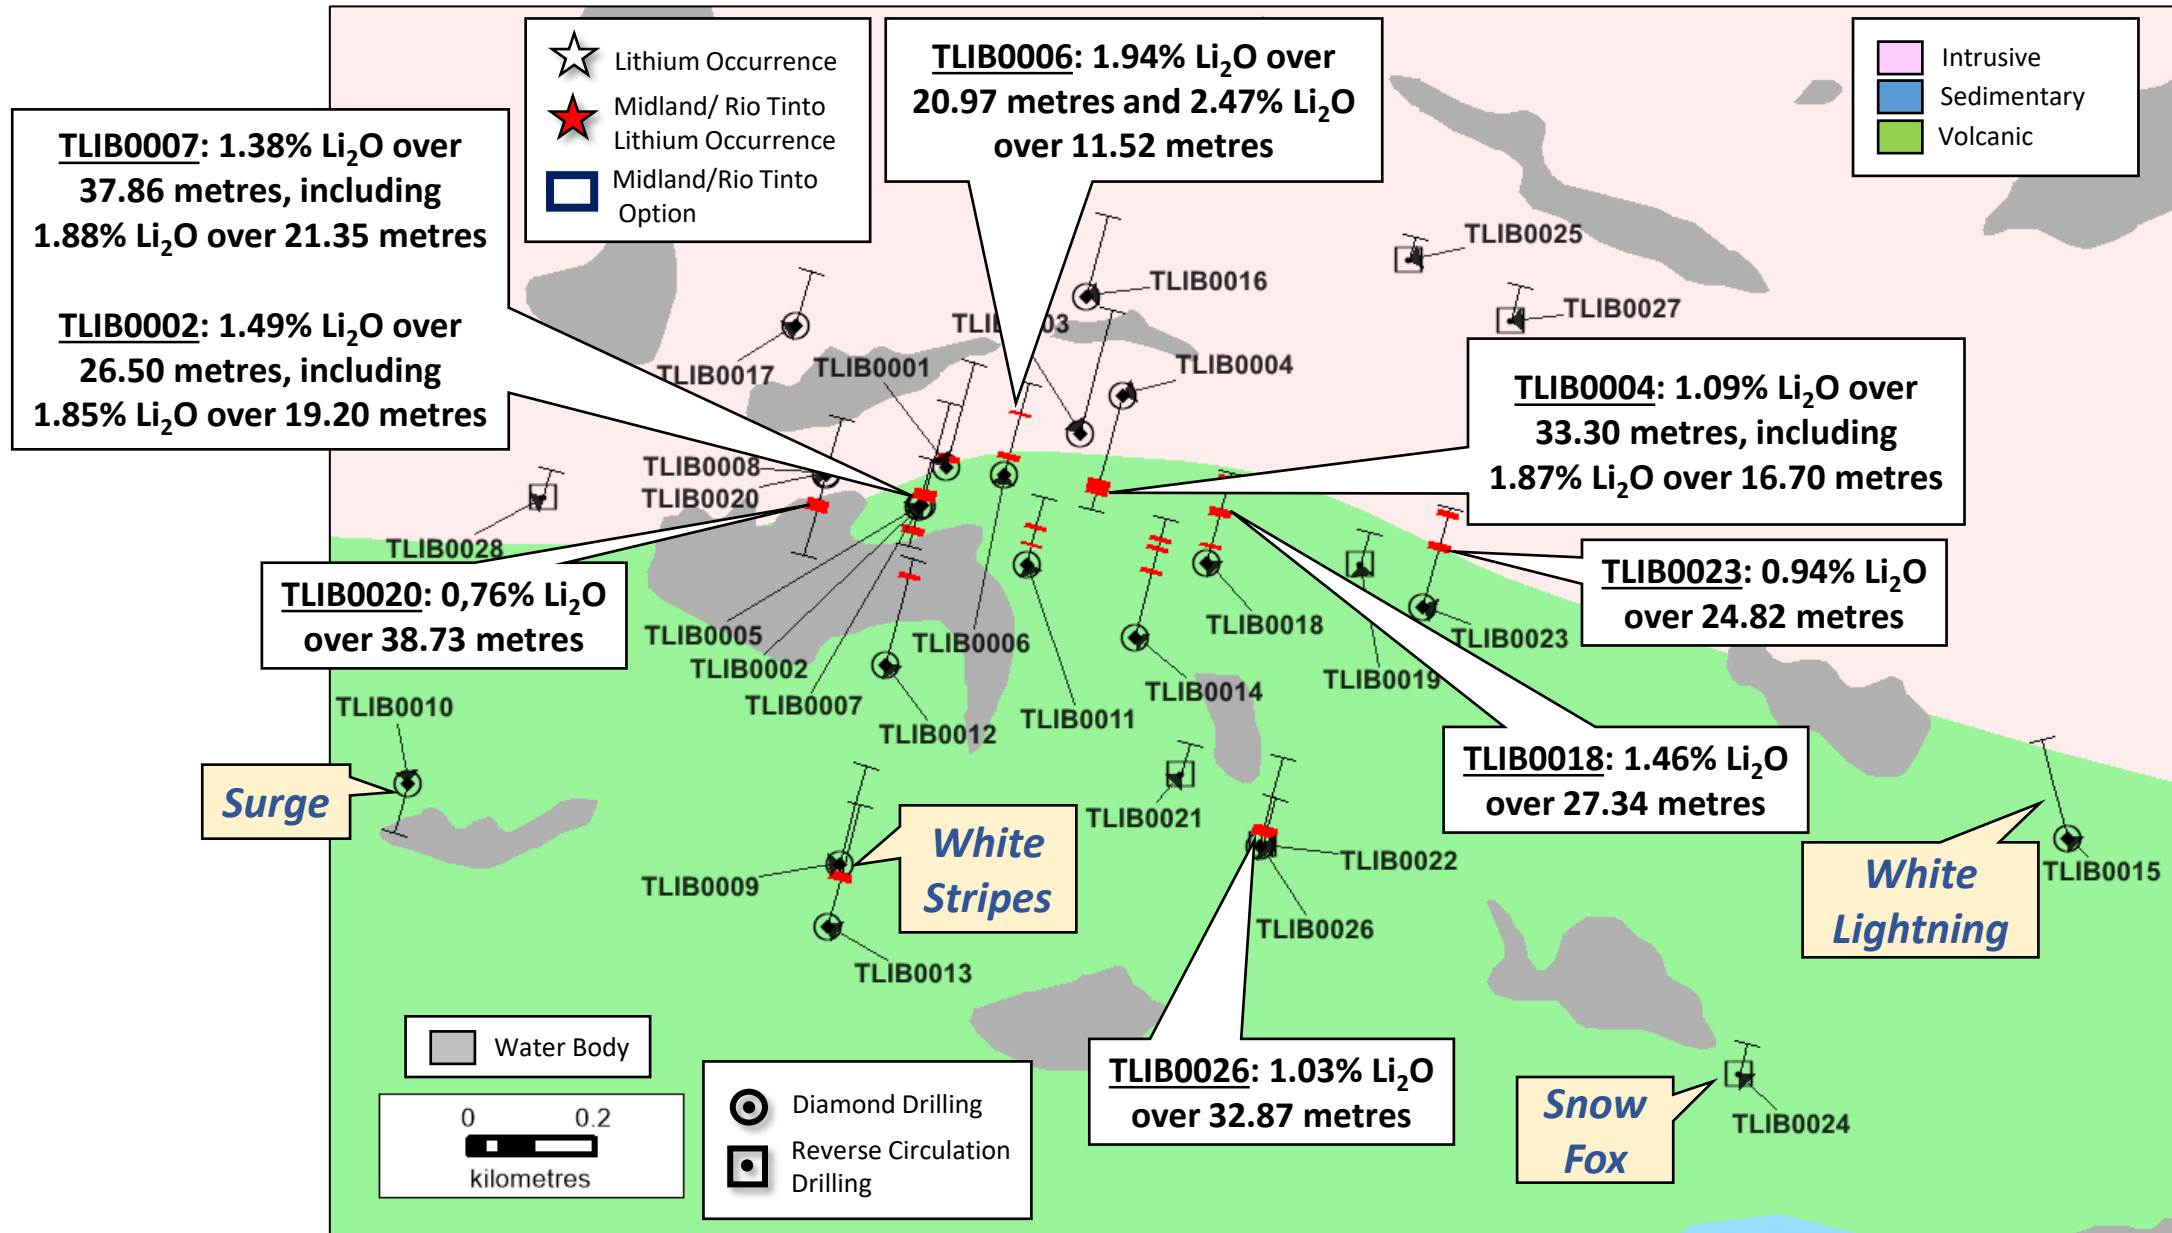 Lithium Occurrence
Midland/ Rio Tinto
Lithium Occurrence
Midland/Rio Tinto
Option
TLIB0006: 1.94% Li₂O over
20.97 metres and 2.47% Li₂O
over 11.52 metres
Intrusive
Sedimentary
Volcanic
TLIB0007: 1.38% Li₂O over
37.86 metres, including
1.88% Li₂O over 21.35 metres
TLIB0002: 1.49% Li₂O over
26.50 metres, including
1.85% Li₂O over 19.20 metres
TLIB0025
TLIB0016
TLIB0027
TLIB0017
TLIB0001
TLIB0004
TLIB0004: 1.09% Li₂O over
33.30 metres, including
1.87% Li₂O over 16.70 metres
TLIB0008
TLIB0020
TLIB0028
TLIB0020: 0,76% Li₂O
over 38.73 metres
TLIB0023: 0.94% Li₂O
over 24.82 metres
TLIB0005
TLIB0002
TLIB0007
TLIB0006
TLIB0012
TLIB0011
TLIB0014
TLIB0018
TLIB0019
TLIB0023
TLIB0010
Surge
TLIB0018: 1.46% Li₂O
over 27.34 metres
TLIB0021
TLIB0009
White
Stripes
TLIB0022
TLIB0026
White
Lightning
TLIB0015
TLIB0013
Water Body
0 0.2
kilometres
Diamond Drilling
Reverse Circulation
Drilling
TLIB0026: 1.03% Li₂O
over 32.87 metres
Snow
Fox
TLIB0024